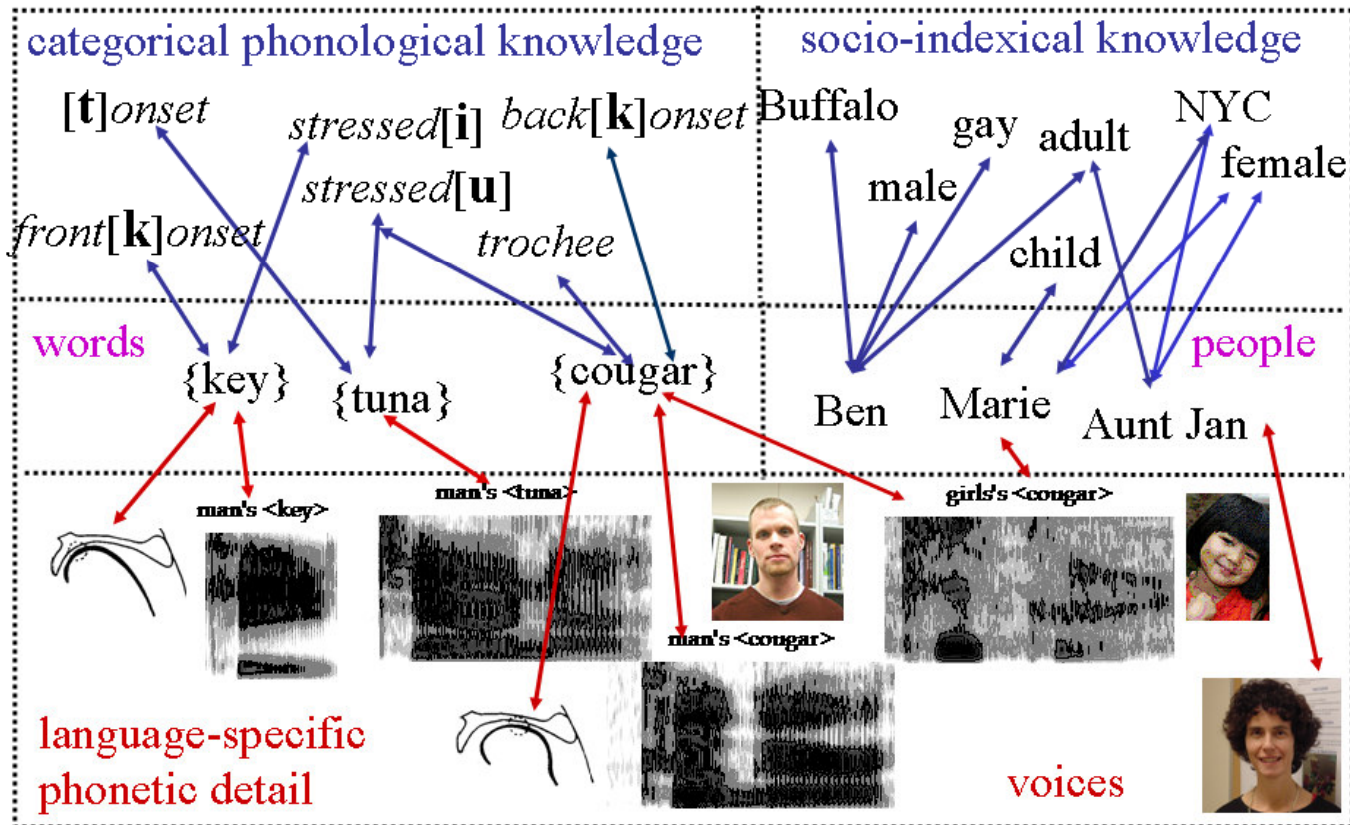 categorical phonological knowledge
socio-indexical knowledge
[t]onset
stressed[i]
back[k]onset
Buffalo
gay
adult
NYC
stressed[u]
male
female
front[k]onset
trochee
child
words
people
{key}
{tuna}
{cougar}
Ben
Marie
Aunt Jan
man's <key>
man's <tuna>
girls's <cougar>
man's <cougar>
language-specific
phonetic detail
voices